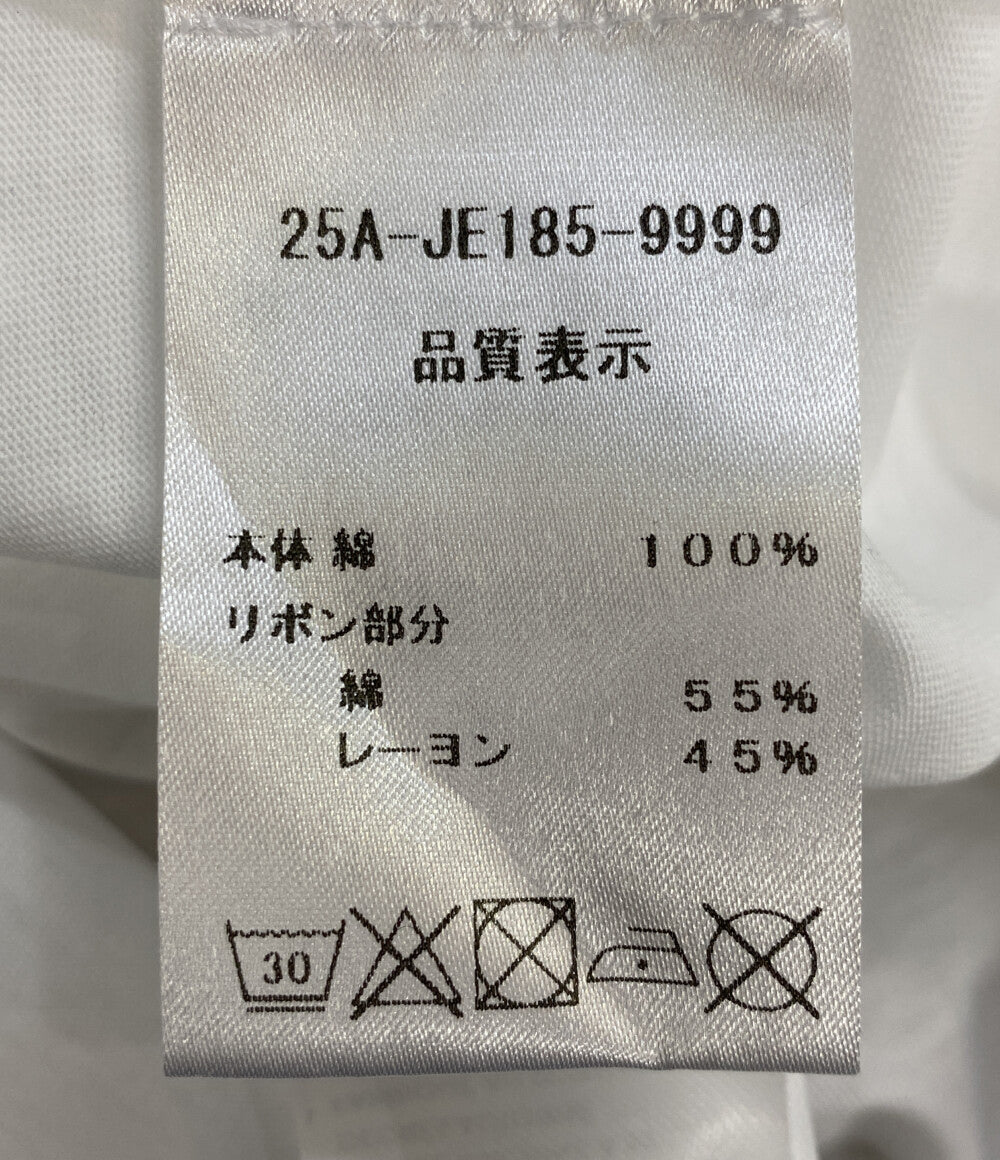 25A-JE185-9999
品質表示
本体 綿 100%
リボン部分
綿 55%
レーヨン 45%
30